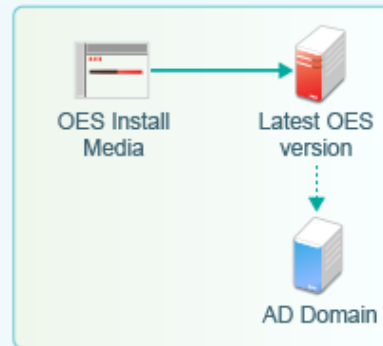 OES Install
Media
Latest OES
version
AD Domain